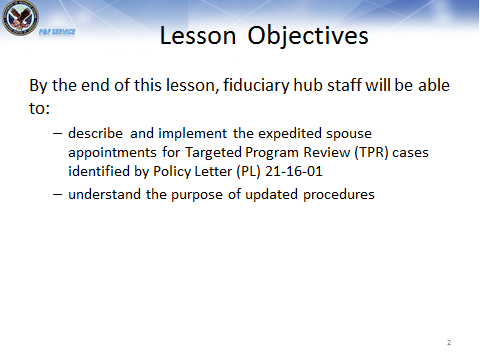 P&F SERVICE
Lesson Objectives
By the end of this lesson, fiduciary hub staff will be able
to:
– describe and implement the expedited spouse
appointments for Targeted Program Review (TPR) cases
identified by Policy Letter (PL) 21-16-01
– understand the purpose of updated procedures
2